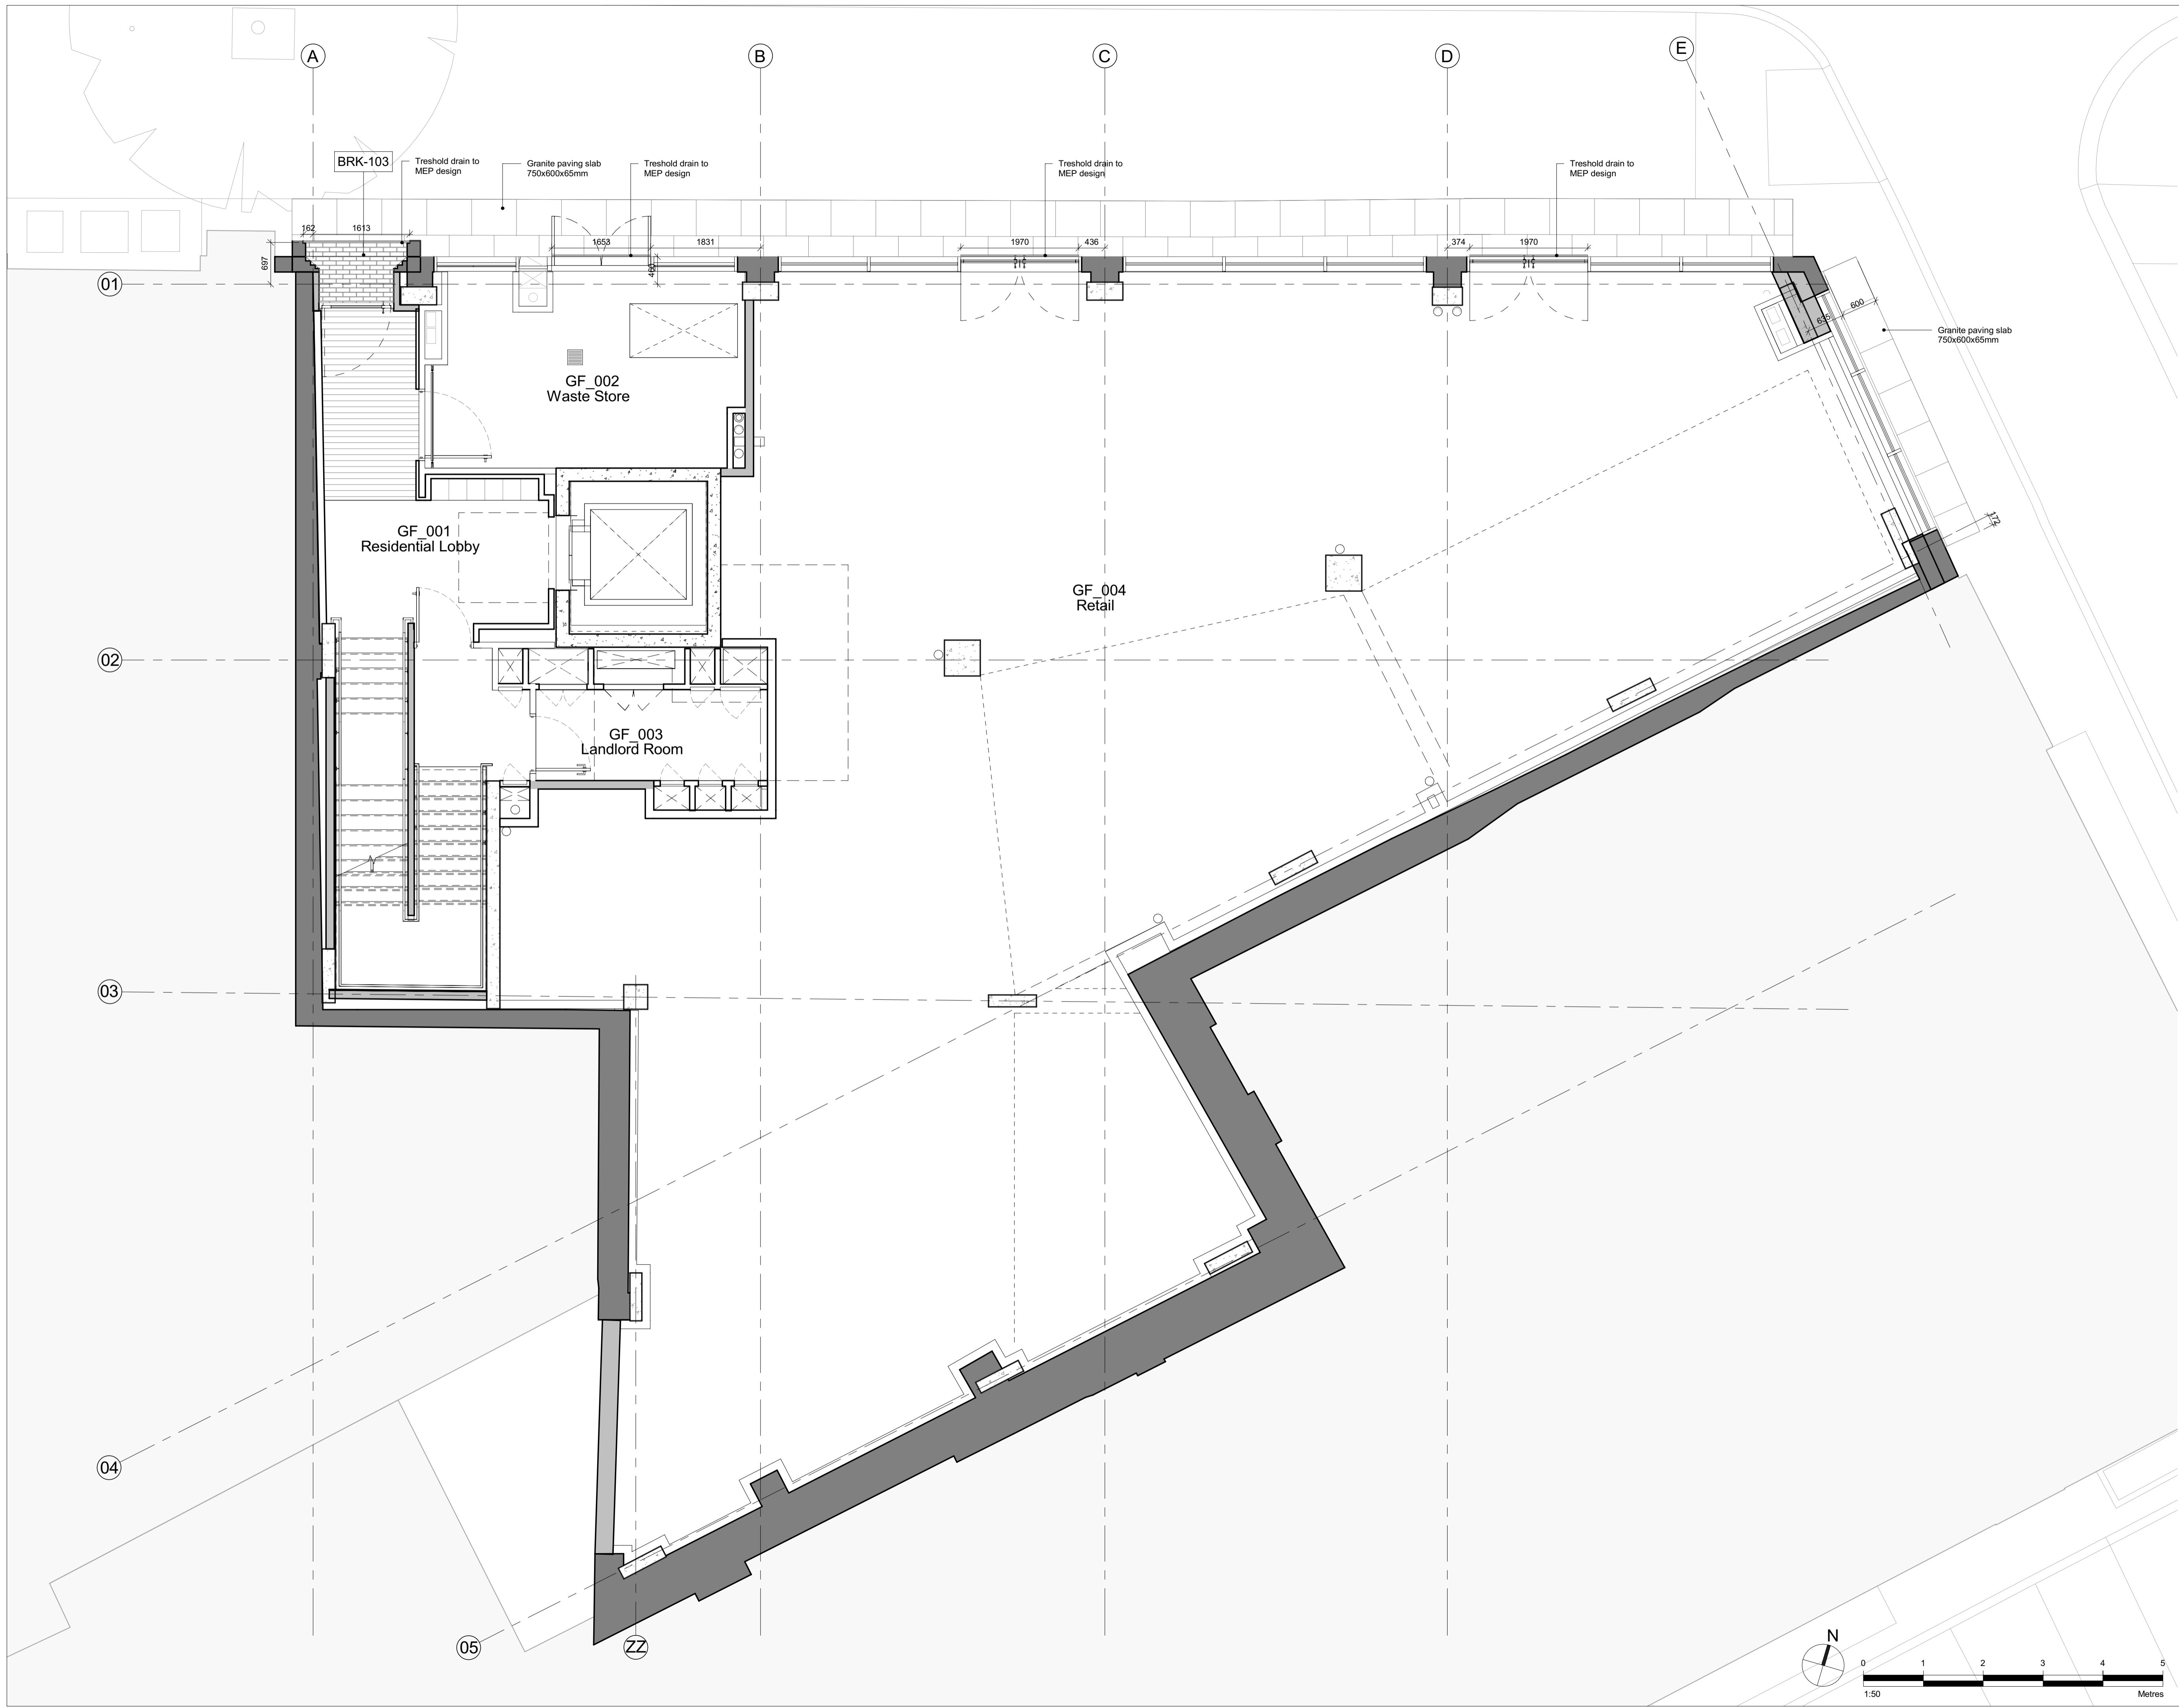 A
B
C
D
E
BRK-103
Treshold drain to
MEP design
Granite paving slab
750x600x65mm
Treshold drain to
MEP design
Treshold drain to
MEP design
Treshold drain to
MEP design
162
1613
697
1653
1831
460
1970
436
374
1970
01
600
635
Granite paving slab
750x600x65mm
GF_002
Waste Store
GF_001
Residential Lobby
172
GF_004
Retail
02
GF_003
Landlord Room
03
04
05
ZZ
N
0
1
2
3
4
5
1:50
Metres